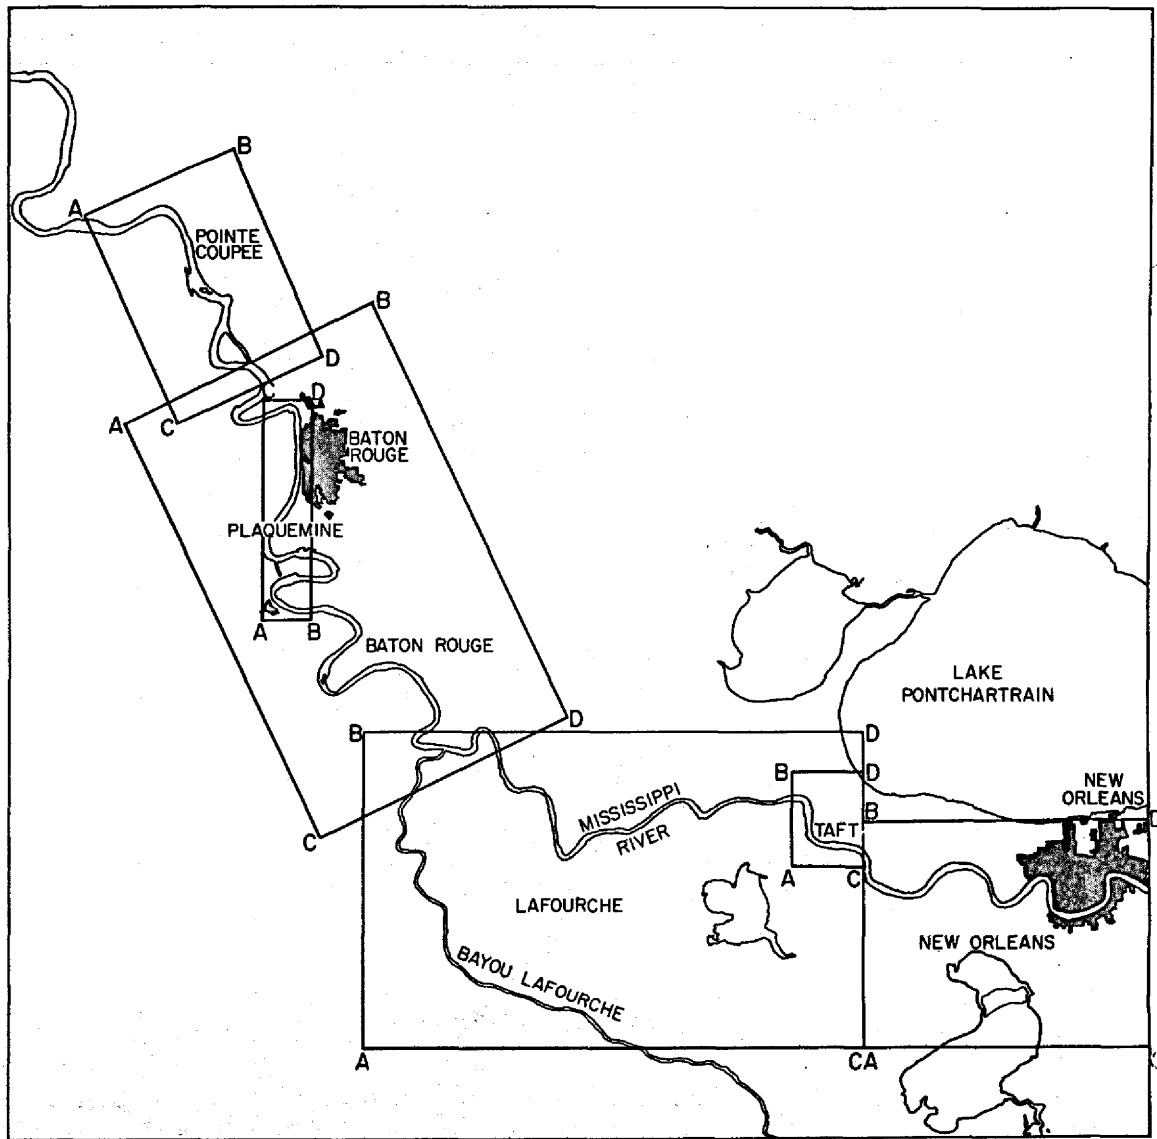 B
A
POINTE
COUPEE
B
D
C
D
A
C
BATON
ROUGE
PLAQUEMINE
A
B
BATON ROUGE
LAKE
PONTCHARTRAIN
D
B
D
B
D
NEW
ORLEANS
MISSISSIPPI
RIVER
B
TAFT
C
A
C
LAFOURCHE
NEW ORLEANS
BAYOU LAFOURCHE
A
CA